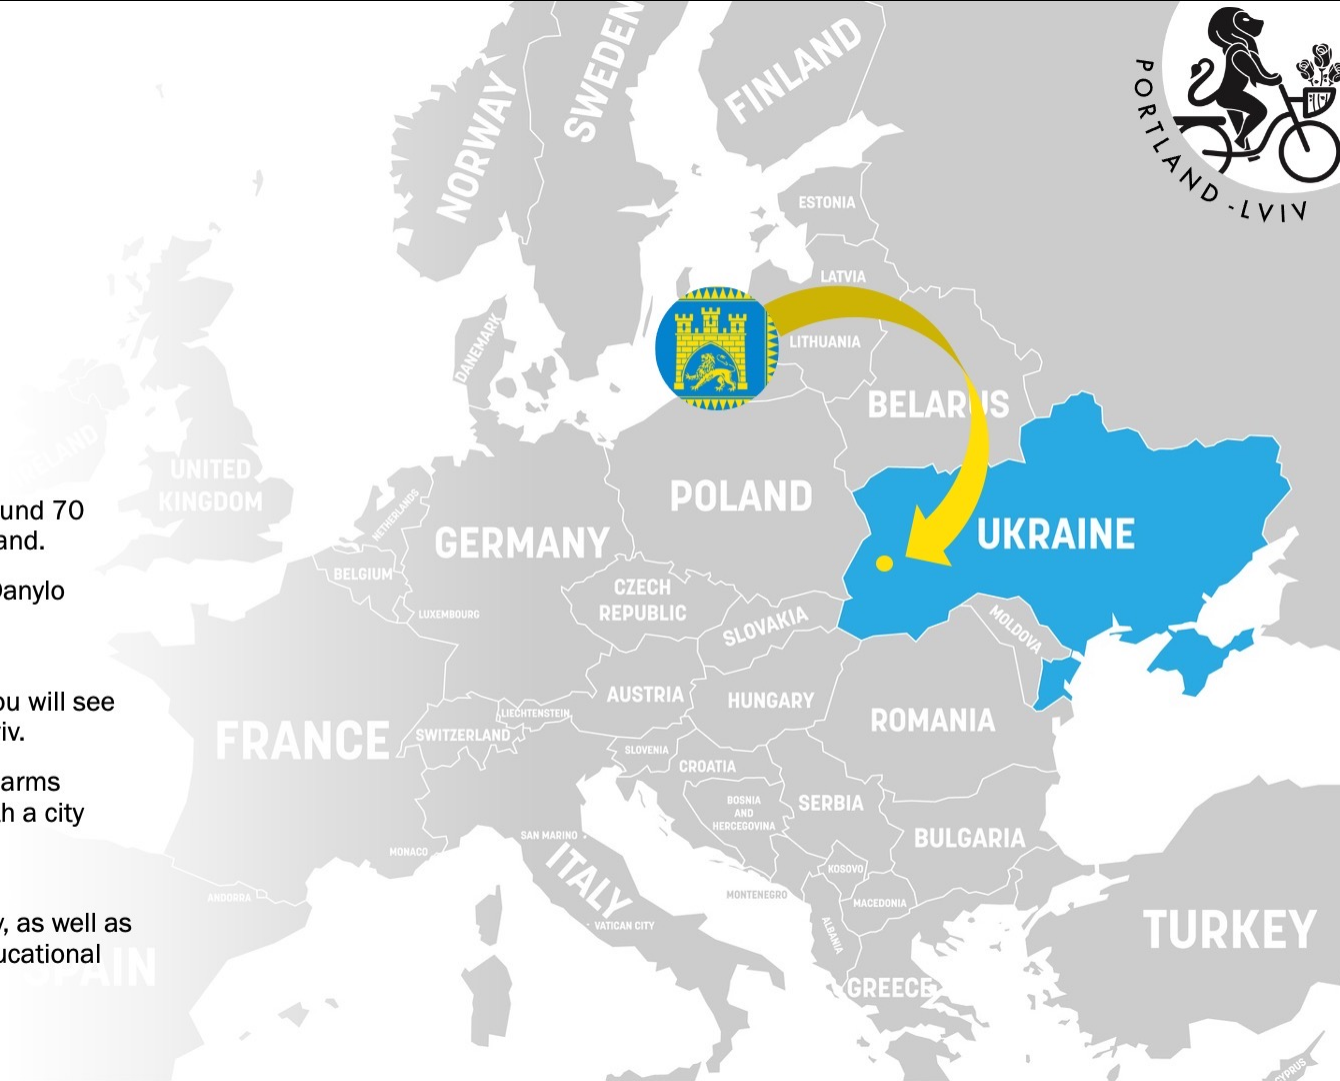 SWEDEN
FINLAND
NORWAY
PORTLAND - LVIV
ESTONIA
LATVIA
DANEMARK
LITHUANIA
BELARUS
IRELAND
UNITED
KINGDOM
NETHERLANDS
POLAND
UKRAINE
GERMANY
und 70
and.
BELGIUM
CZECH
REPUBLIC
Danylo
LUXEMBOURG
SLOVAKIA
MOLDOVA
AUSTRIA
HUNGARY
ou will see
iv.
LIECHTENSTEIN
SWITZERLAND
ROMANIA
FRANCE
SLOVENIA
CROATIA
arms
h a city
BOSNIA
AND
HERCEGOVINA
SERBIA
SAN MARINO
BULGARIA
MONACO
ITALY
KOSOVO
ANDORRA
MONTENEGRO
MACEDONIA
y, as well as
ucational
VATICAN CITY
ALBANIA
TURKEY
SPAIN
GREECE
CYPRUS